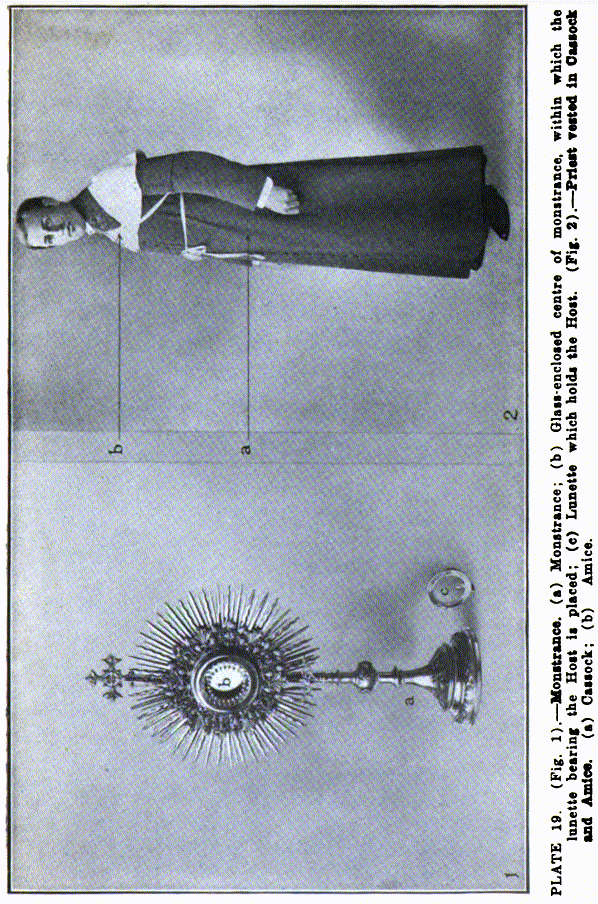 b
a
2
b
a
c
1
PLATE 19. (Fig. 1).—Monstrance. (a) Monstrance; (b) Glass-enclosed centre of monstrance, within which the
lunette bearing the Host is placed; (c) Lunette which holds the Host. (Fig. 2).—Priest vested in Cassock
and Amice. (a) Cassock; (b) Amice.